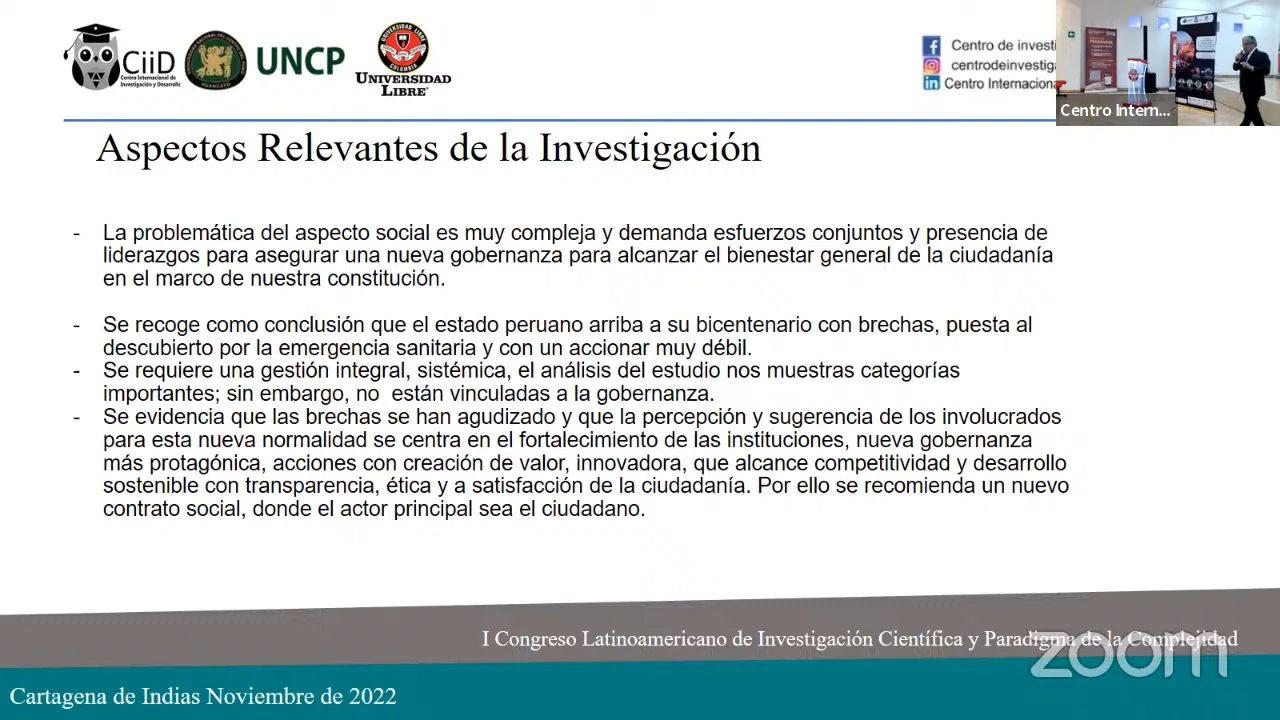 CiiD
Centro Internacional de
Investigación y Desarrollo
UNCP
UNIVERSIDAD LIBRE
COLOMBIA
UNIVERSIDAD
LIBRE
Centro de investi
centrodeinvestiga
Centro Internaciona
Centro Intern...
Aspectos Relevantes de la Investigación
- La problemática del aspecto social es muy compleja y demanda esfuerzos conjuntos y presencia de
liderazgos para asegurar una nueva gobernanza para alcanzar el bienestar general de la ciudadanía
en el marco de nuestra constitución.
- Se recoge como conclusión que el estado peruano arriba a su bicentenario con brechas, puesta al
descubierto por la emergencia sanitaria y con un accionar muy débil.
- Se requiere una gestión integral, sistémica, el análisis del estudio nos muestras categorías
importantes; sin embargo, no están vinculadas a la gobernanza.
- Se evidencia que las brechas se han agudizado y que la percepción y sugerencia de los involucrados
para esta nueva normalidad se centra en el fortalecimiento de las instituciones, nueva gobernanza
más protagónica, acciones con creación de valor, innovadora, que alcance competitividad y desarrollo
sostenible con transparencia, ética y a satisfacción de la ciudadanía. Por ello se recomienda un nuevo
contrato social, donde el actor principal sea el ciudadano.
I Congreso Latinoamericano de Investigación Científica y Paradigma de la Complejidad
zoom
Cartagena de Indias Noviembre de 2022